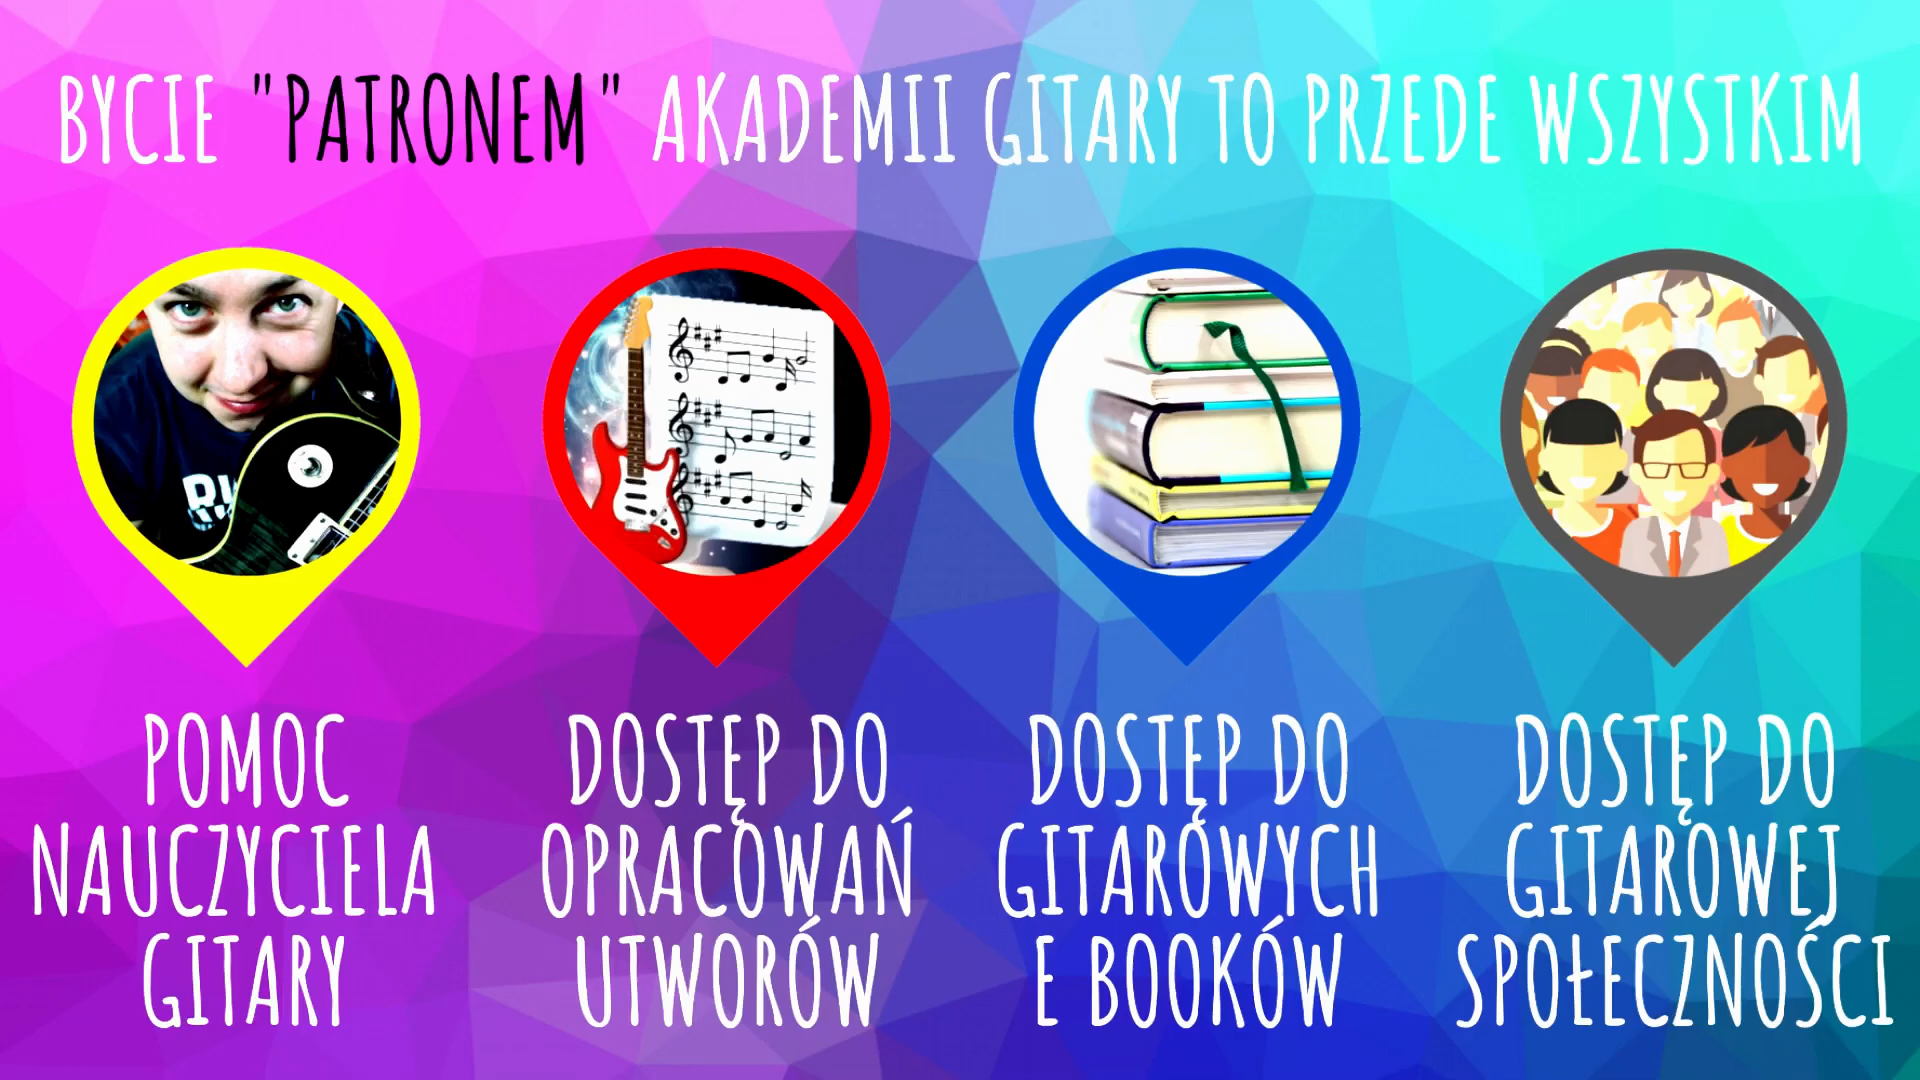 BYCIE "PATRONEM" AKADEMII GITARY TO PRZEDE WSZYSTKIM
POMOC
NAUCZYCIELA
GITARY
DOSTĘP DO
OPRACOWAŃ
UTWORÓW
DOSTĘP DO
GITAROWYCH
E BOOKÓW
DOSTĘP DO
GITAROWEJ
SPOŁECZNOŚCI